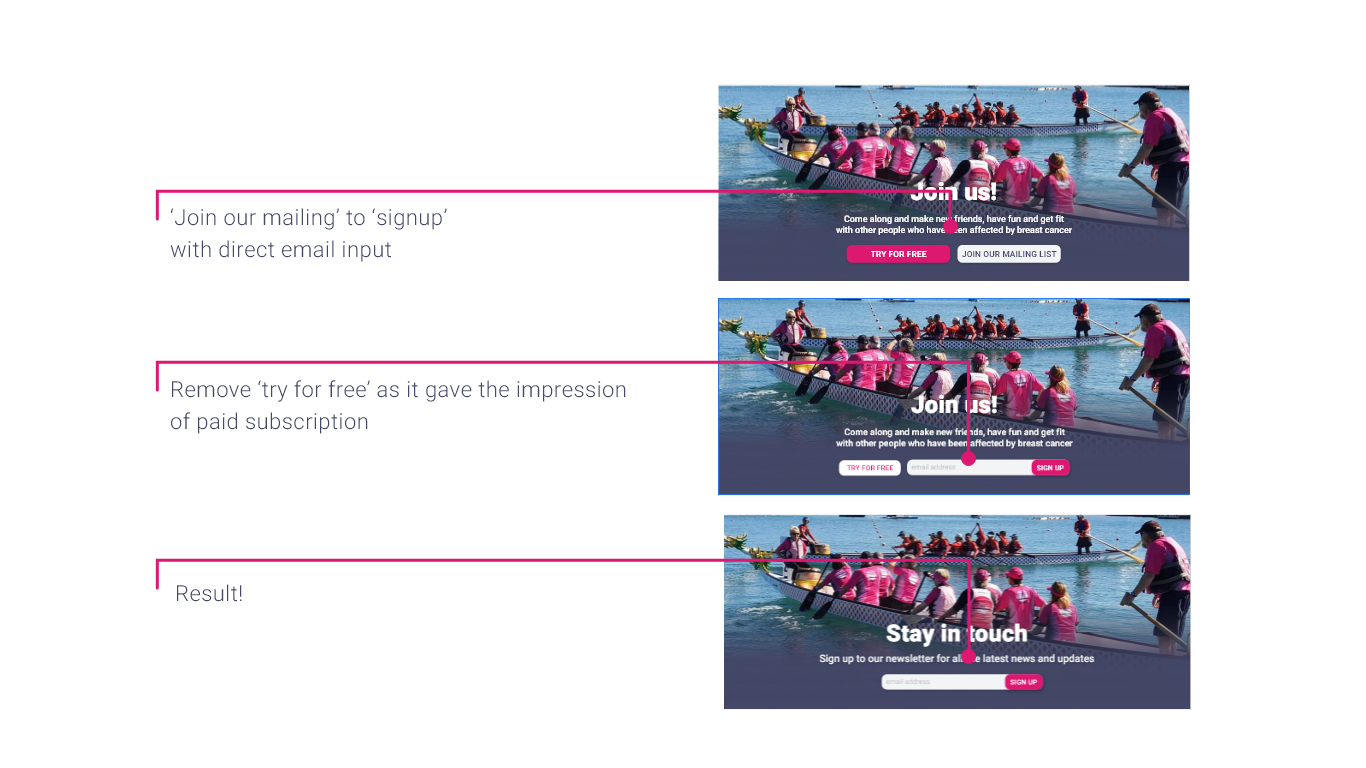 ‘Join our mailing’ to ‘signup’
with direct email input
Join us!
Come along and make new friends, have fun and get fit
with other people who have been affected by breast cancer
TRY FOR FREE
JOIN OUR MAILING LIST
Remove ‘try for free’ as it gave the impression
of paid subscription
Join us!
Come along and make new friends, have fun and get fit
with other people who have been affected by breast cancer
TRY FOR FREE
email address
SIGN UP
Result!
Stay in touch
Sign up to our newsletter for all the latest news and updates
email address
SIGN UP